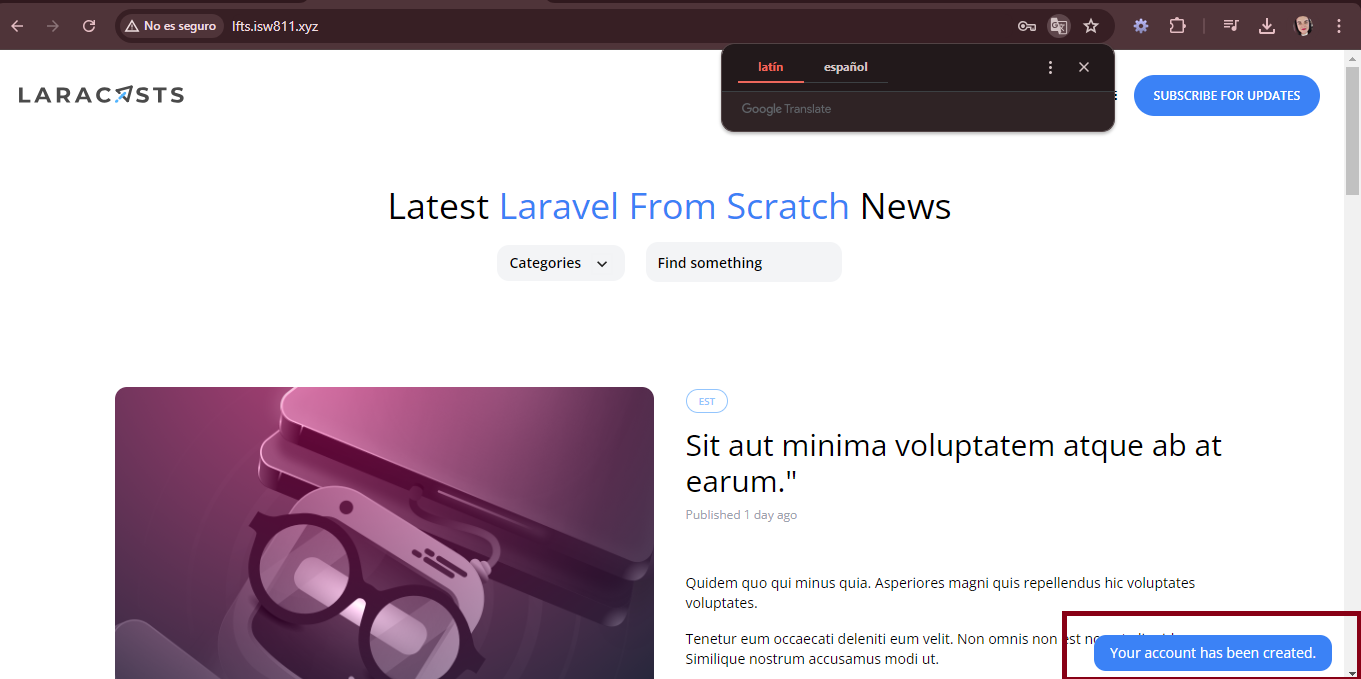 No es seguro
lfts.isw811.xyz
latín
español
Google Translate
LARACASTS
SUBSCRIBE FOR UPDATES
Latest Laravel From Scratch News
Categories
Find something
EST
Sit aut minima voluptatem atque ab at
earum."
Published 1 day ago
Quidem quo qui minus quia. Asperiores magni quis repellendus hic voluptates
voluptates.
Tenetur eum occaecati deleniti eum velit. Non omnis non est
Similique nostrum accusamus modi ut.
Your account has been created.